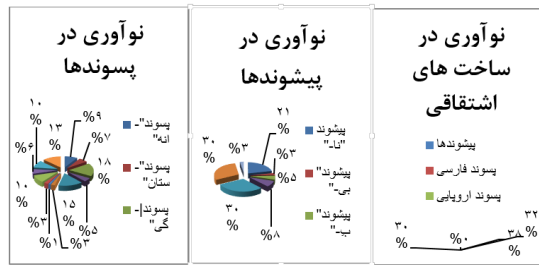 نوآوری در
ساخت های
اشتقاقی
پیشوندها
پسوند فارسی
پسوند اروپایی
۳۰
%
%۰
۳۸
%
۳۲
%
نوآوری در
پیشوندها
پیشوند
"نا-"
پیشوند"
بی-"
پیشوند"
ب-"
۲۱
%
%۳
%۵
%۸
۳۰
%
۳۰
%
%۳
نوآوری در
پسوندها
پسوند"-
انه"
پسوند"-
ستان"
پسوند|-
گی"
%۹
%۷
۱۸
%
%۵
۱۵
%
%۳
%۱
%۳
۱۰
%
%۶
۱۰
%
۱۳
%